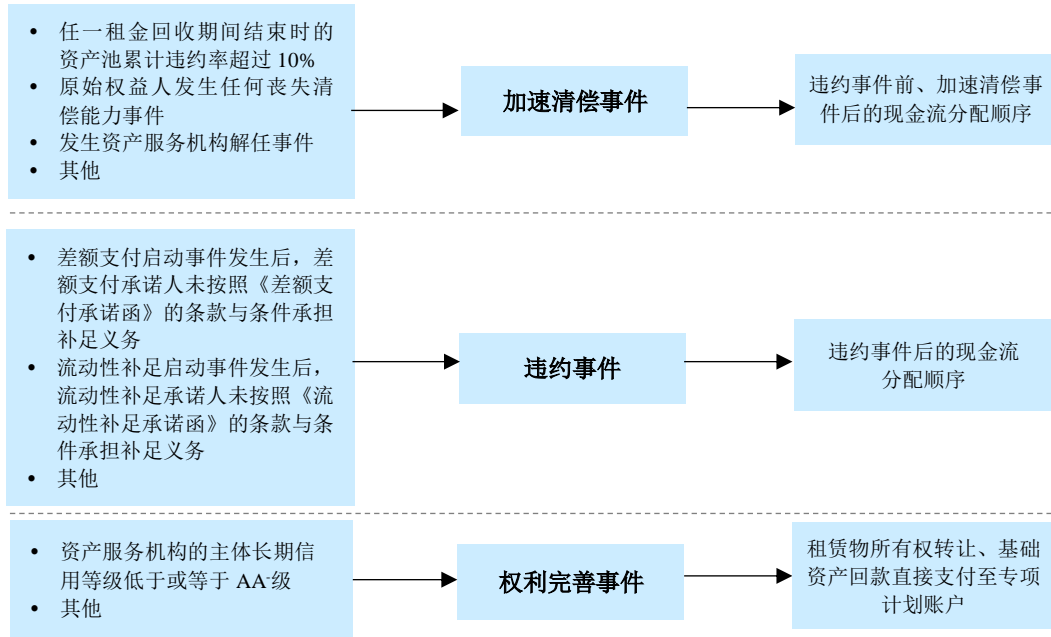 • 任一租金回收期间结束时的
资产池累计违约率超过 10%
• 原始权益人发生任何丧失清
偿能力事件
• 发生资产服务机构解任事件
• 其他
加速清偿事件
违约事件前、加速清偿事
件后的现金流分配顺序
• 差额支付启动事件发生后，差
额支付承诺人未按照《差额支
付承诺函》的条款与条件承担
补足义务
• 流动性补足启动事件发生后，
流动性补足承诺人未按照《流
动性补足承诺函》的条款与条
件承担补足义务
• 其他
违约事件
违约事件后的现金流
分配顺序
• 资产服务机构的主体长期信
用等级低于或等于 AA-级
• 其他
权利完善事件
租赁物所有权转让、基础
资产回款直接支付至专项
计划账户